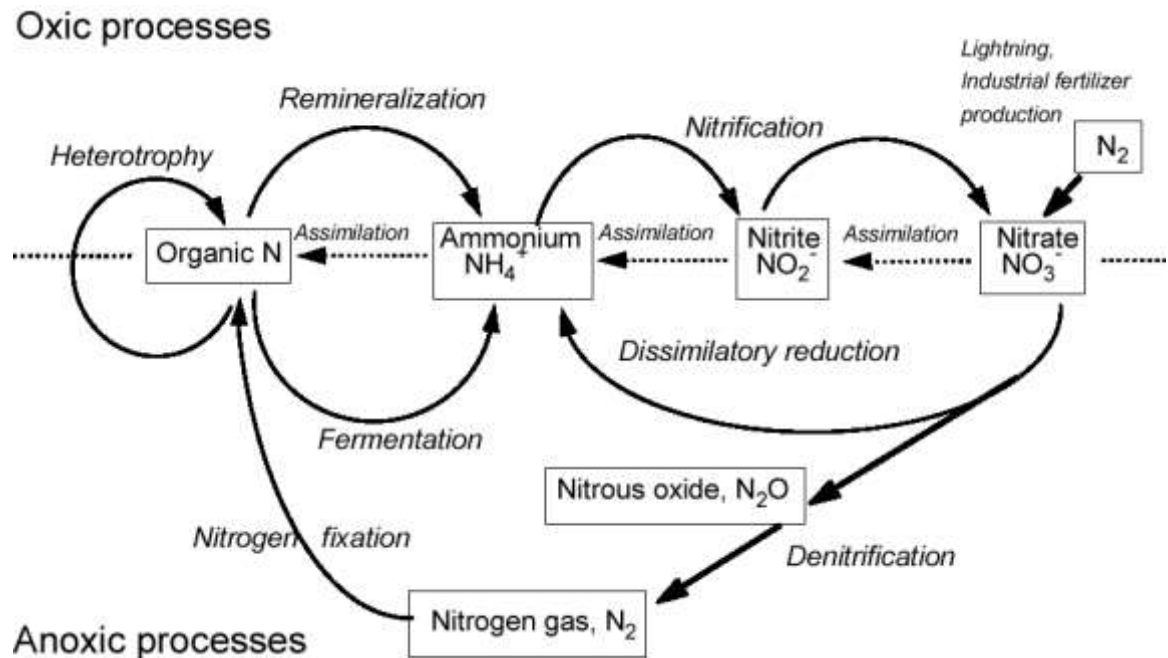 Oxic processes
Lightning,
Industrial fertilizer
production
N₂
Remineralization
Nitrification
Heterotrophy
Organic N
Assimilation
Ammonium
NH₄⁺
Assimilation
Nitrite
NO₂⁻
Assimilation
Nitrate
NO₃⁻
Dissimilatory reduction
Fermentation
Nitrous oxide, N₂O
Nitrogen fixation
Denitrification
Nitrogen gas, N₂
Anoxic processes